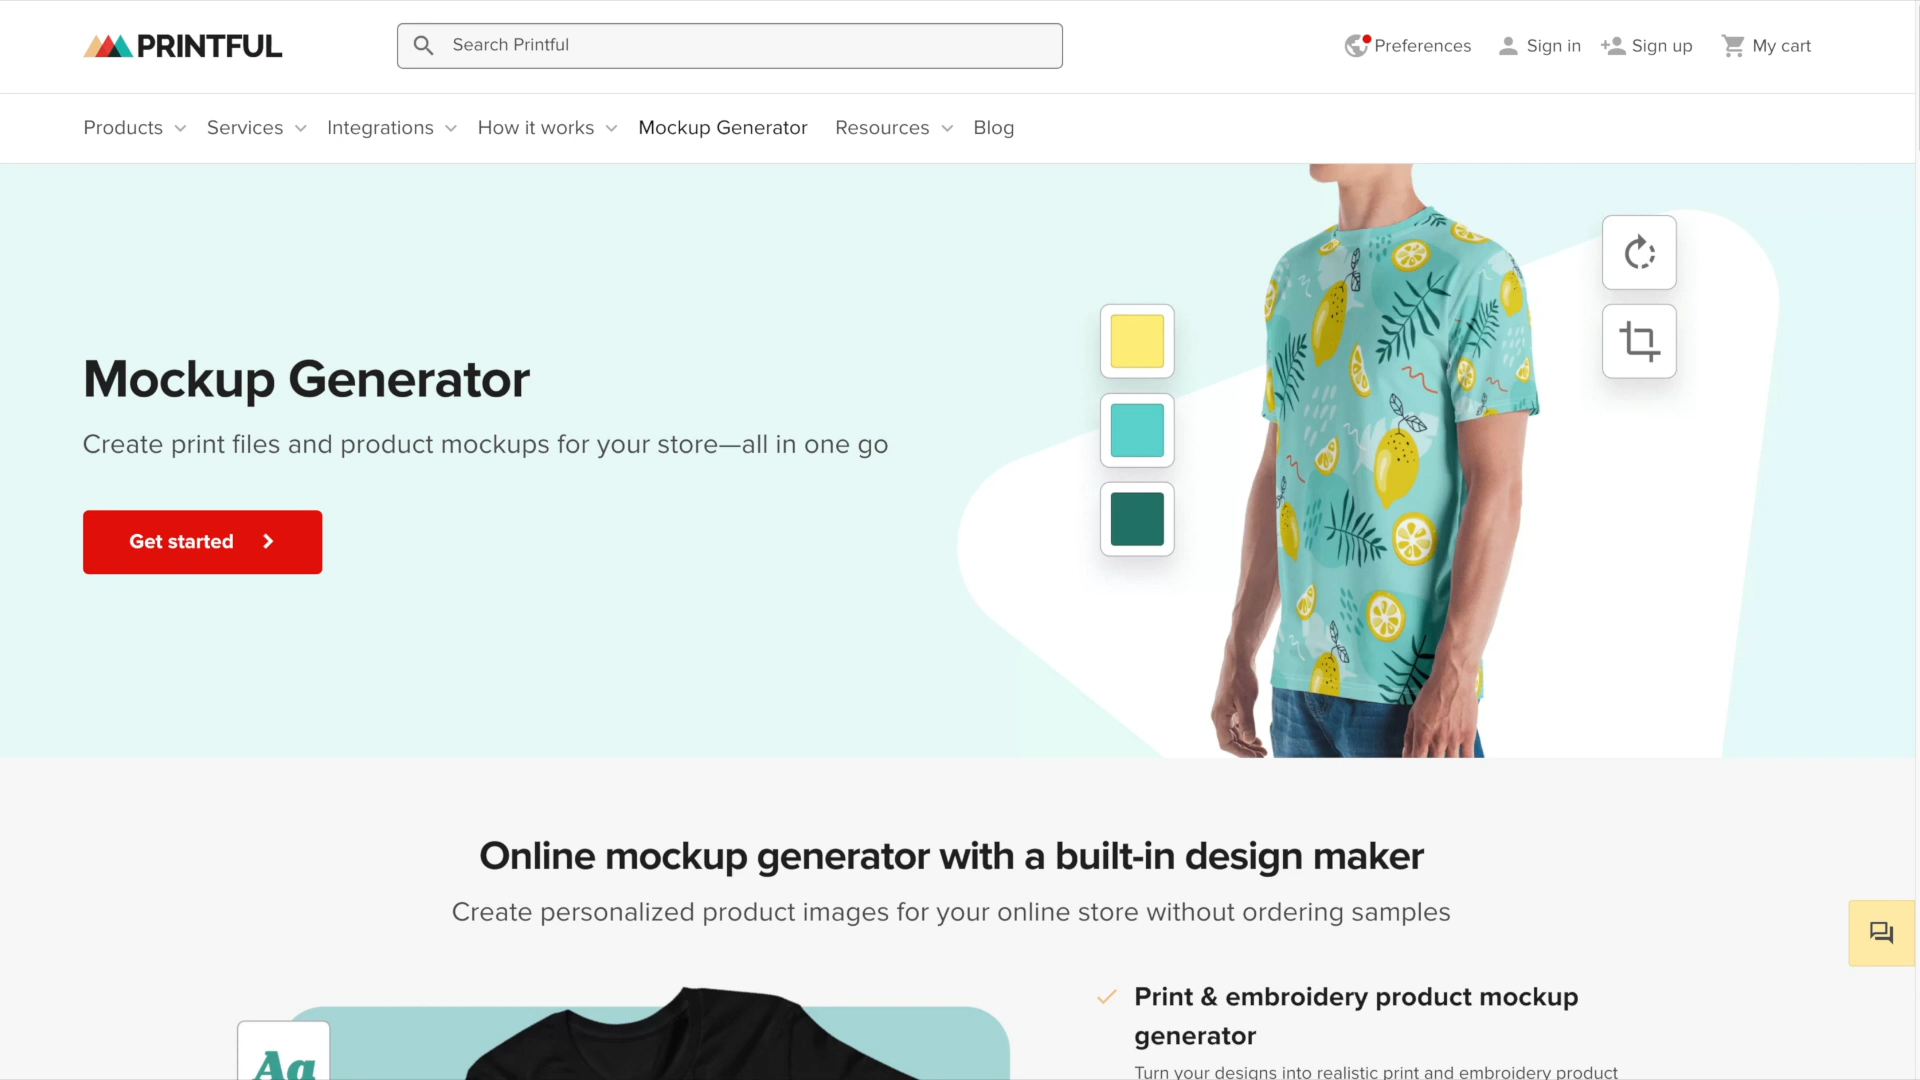 PRINTFUL
Search Printful
Preferences
Sign in
Sign up
My cart
Products
Services
Integrations
How it works
Mockup Generator
Resources
Blog
Mockup Generator
Create print files and product mockups for your store—all in one go
Get started
Online mockup generator with a built-in design maker
Create personalized product images for your online store without ordering samples
Aa
Print & embroidery product mockup
generator
Turn your designs into realistic print and embroidery product